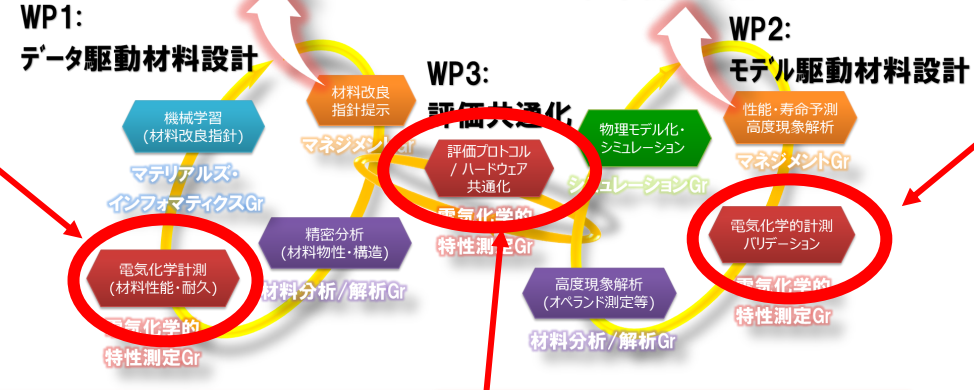 WP1:
データ駆動材料設計
材料改良
指針提示
マネジメントGr
機械学習
(材料改良指針)
マテリアルズ・
インフォマティクスGr
精密分析
(材料物性・構造)
材料分析/解析Gr
電気化学計測
(材料性能・耐久)
電気化学的
特性測定Gr
WP3:
評価共通化
評価プロトコル
/ ハードウェア
共通化
電気化学的
特性測定Gr
WP2:
モデル駆動材料設計
物理モデル化・
シミュレーション
シミュレーションGr
性能・寿命予測
高度現象解析
マネジメントGr
電気化学的計測
バリデーション
電気化学的
特性測定Gr
高度現象解析
(オペランド測定等)
材料分析/解析Gr